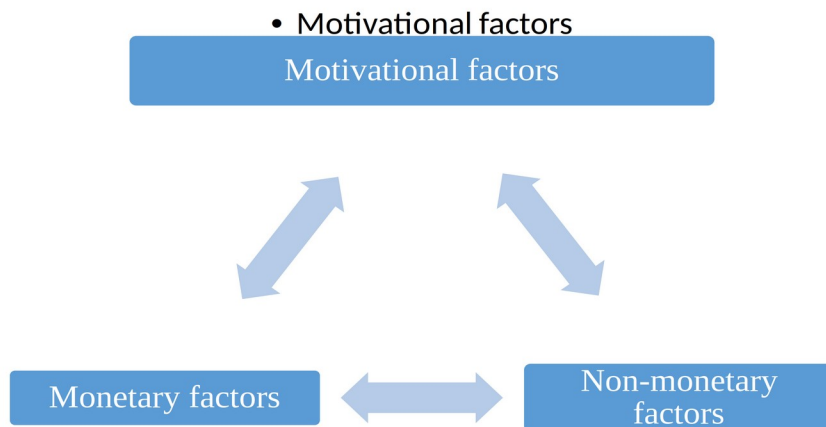 • Motivational factors
Motivational factors
Monetary factors
Non-monetary
factors